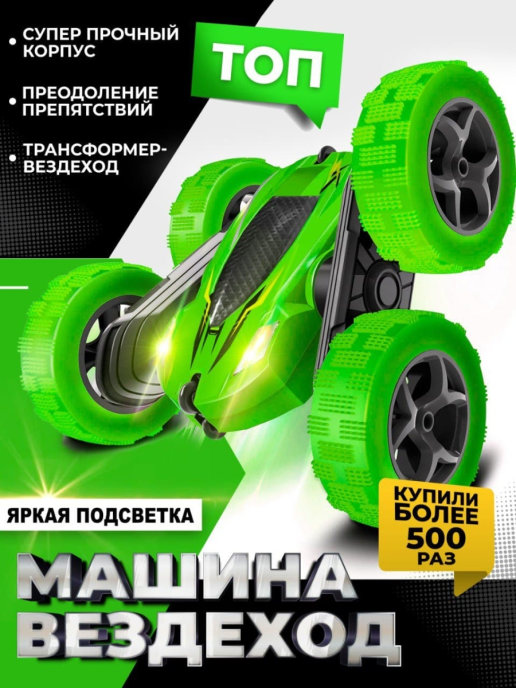 СУПЕР ПРОЧНЫЙ
КОРПУС
ПРЕОДОЛЕНИЕ
ПРЕПЯТСТВИЙ
ТРАНСФОРМЕР-
ВЕЗДЕХОД
ТОП
ЯРКАЯ ПОДСВЕТКА
КУПИЛИ
БОЛЕЕ
500
РАЗ
МАШИНА
ВЕЗДЕХОД